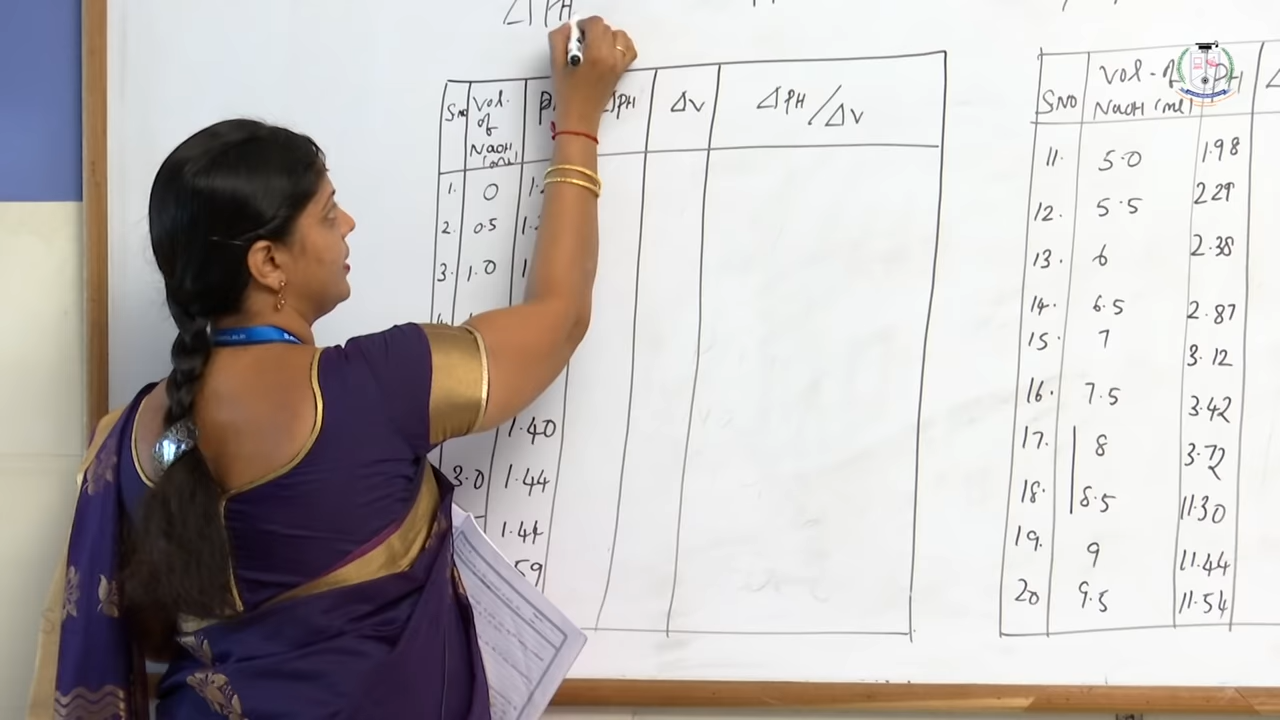 ΔPH
S.no Vol. of NaOH (ml) ΔPH ΔV ΔPH/ΔV
1. 0
2. 0.5
3. 1.0
1.40
3.0 1.44
1.44
59
SNO Vol. of NaOH (ml) PH
11. 5.0 1.98
12. 5.5 2.29
13. 6 2.38
14. 6.5 2.87
15. 7 3.12
16. 7.5 3.42
17. 8 3.72
18. 8.5 11.30
19. 9 11.44
20 9.5 11.54